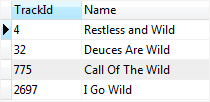 TrackId Name
4 Restless and Wild
32 Deuces Are Wild
775 Call Of The Wild
2697 I Go Wild